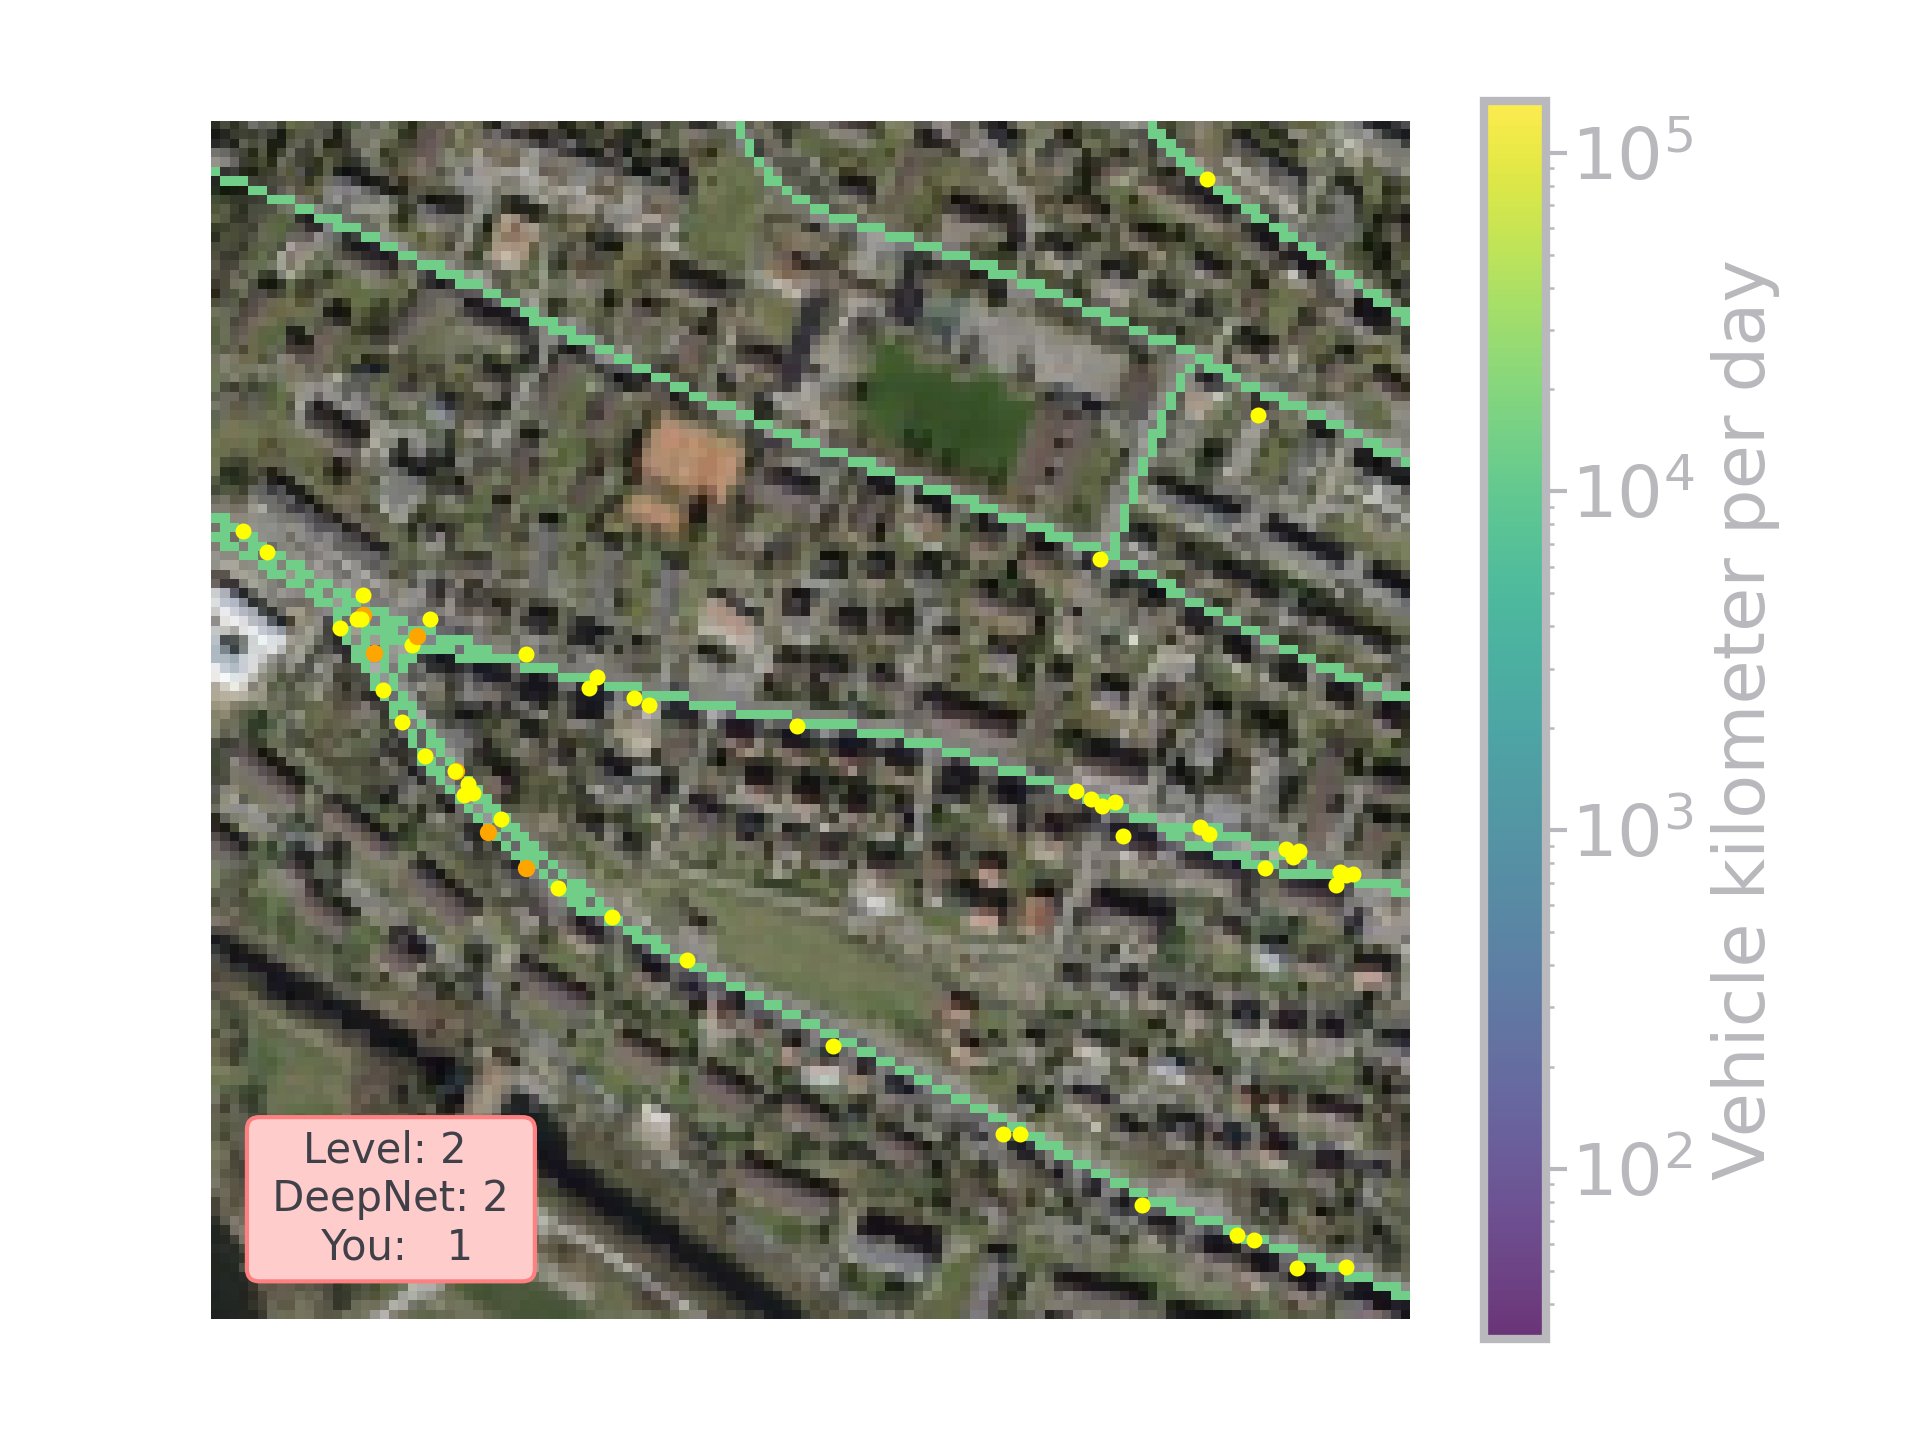 10⁵
10⁴
10³
10²
Vehicle kilometer per day
Level: 2
DeepNet: 2
You: 1